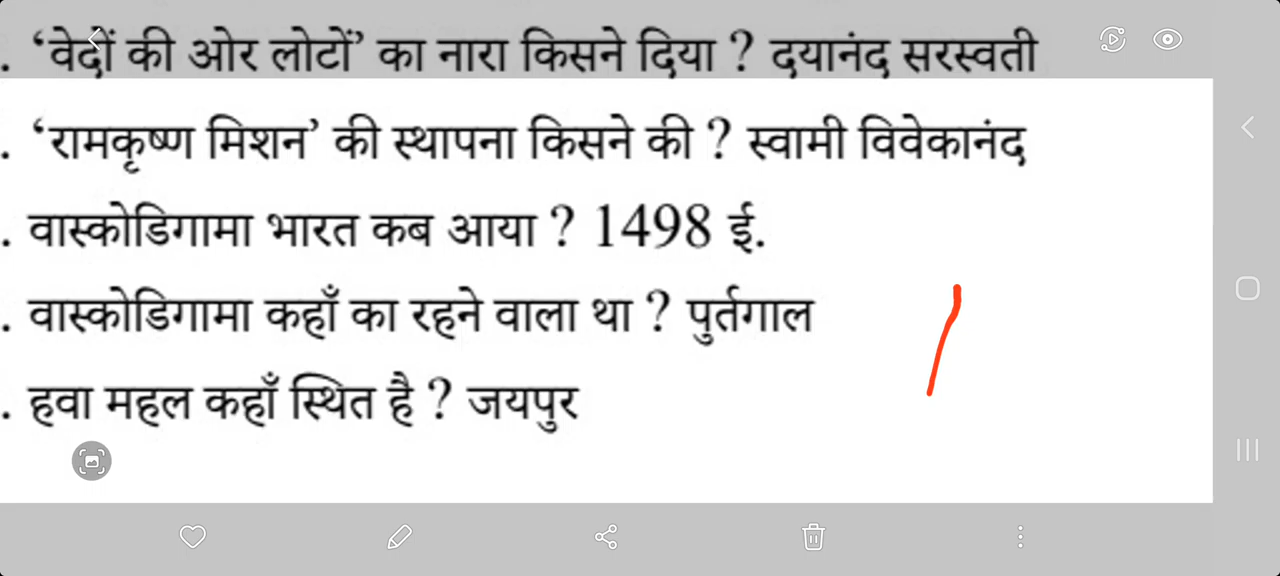 . ‘वेदों की ओर लोटों’ का नारा किसने दिया ? दयानंद सरस्वती
. ‘रामकृष्ण मिशन’ की स्थापना किसने की ? स्वामी विवेकानंद
. वास्कोडिगामा भारत कब आया ? 1498 ई.
. वास्कोडिगामा कहाँ का रहने वाला था ? पुर्तगाल
. हवा महल कहाँ स्थित है ? जयपुर